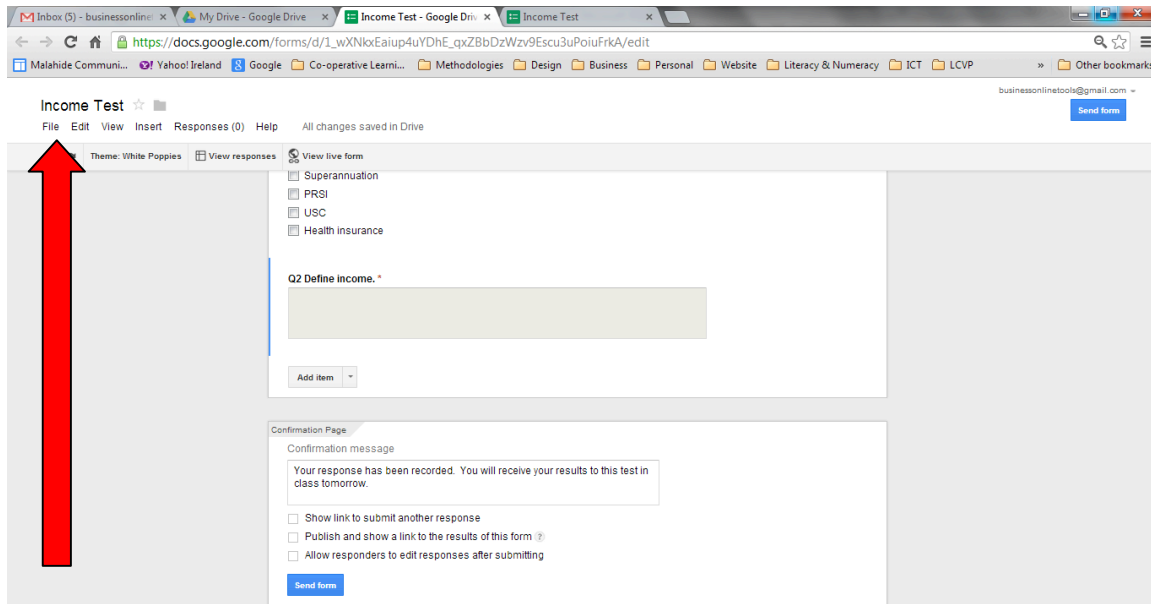 Inbox (5) - businessonline
My Drive - Google Drive
Income Test - Google Driv
Income Test
https://docs.google.com/forms/d/1_wXNkxEaiup4uYDhE_qxZBbDzWzv9Escu3uPoiuFrkA/edit
Malahide Communi... Yahoo! Ireland Google Co-operative Learni... Methodologies Design Business Personal Website Literacy & Numeracy ICT LCVP » Other bookmarks
businessonlinetools@gmail.com
Income Test
Send form
File Edit View Insert Responses (0) Help All changes saved in Drive
Theme: White Poppies View responses View live form
Superannuation
PRSI
USC
Health insurance
Q2 Define income. *
Add item
Confirmation Page
Confirmation message
Your response has been recorded. You will receive your results to this test in
class tomorrow.
Show link to submit another response
Publish and show a link to the results of this form ?
Allow responders to edit responses after submitting
Send form